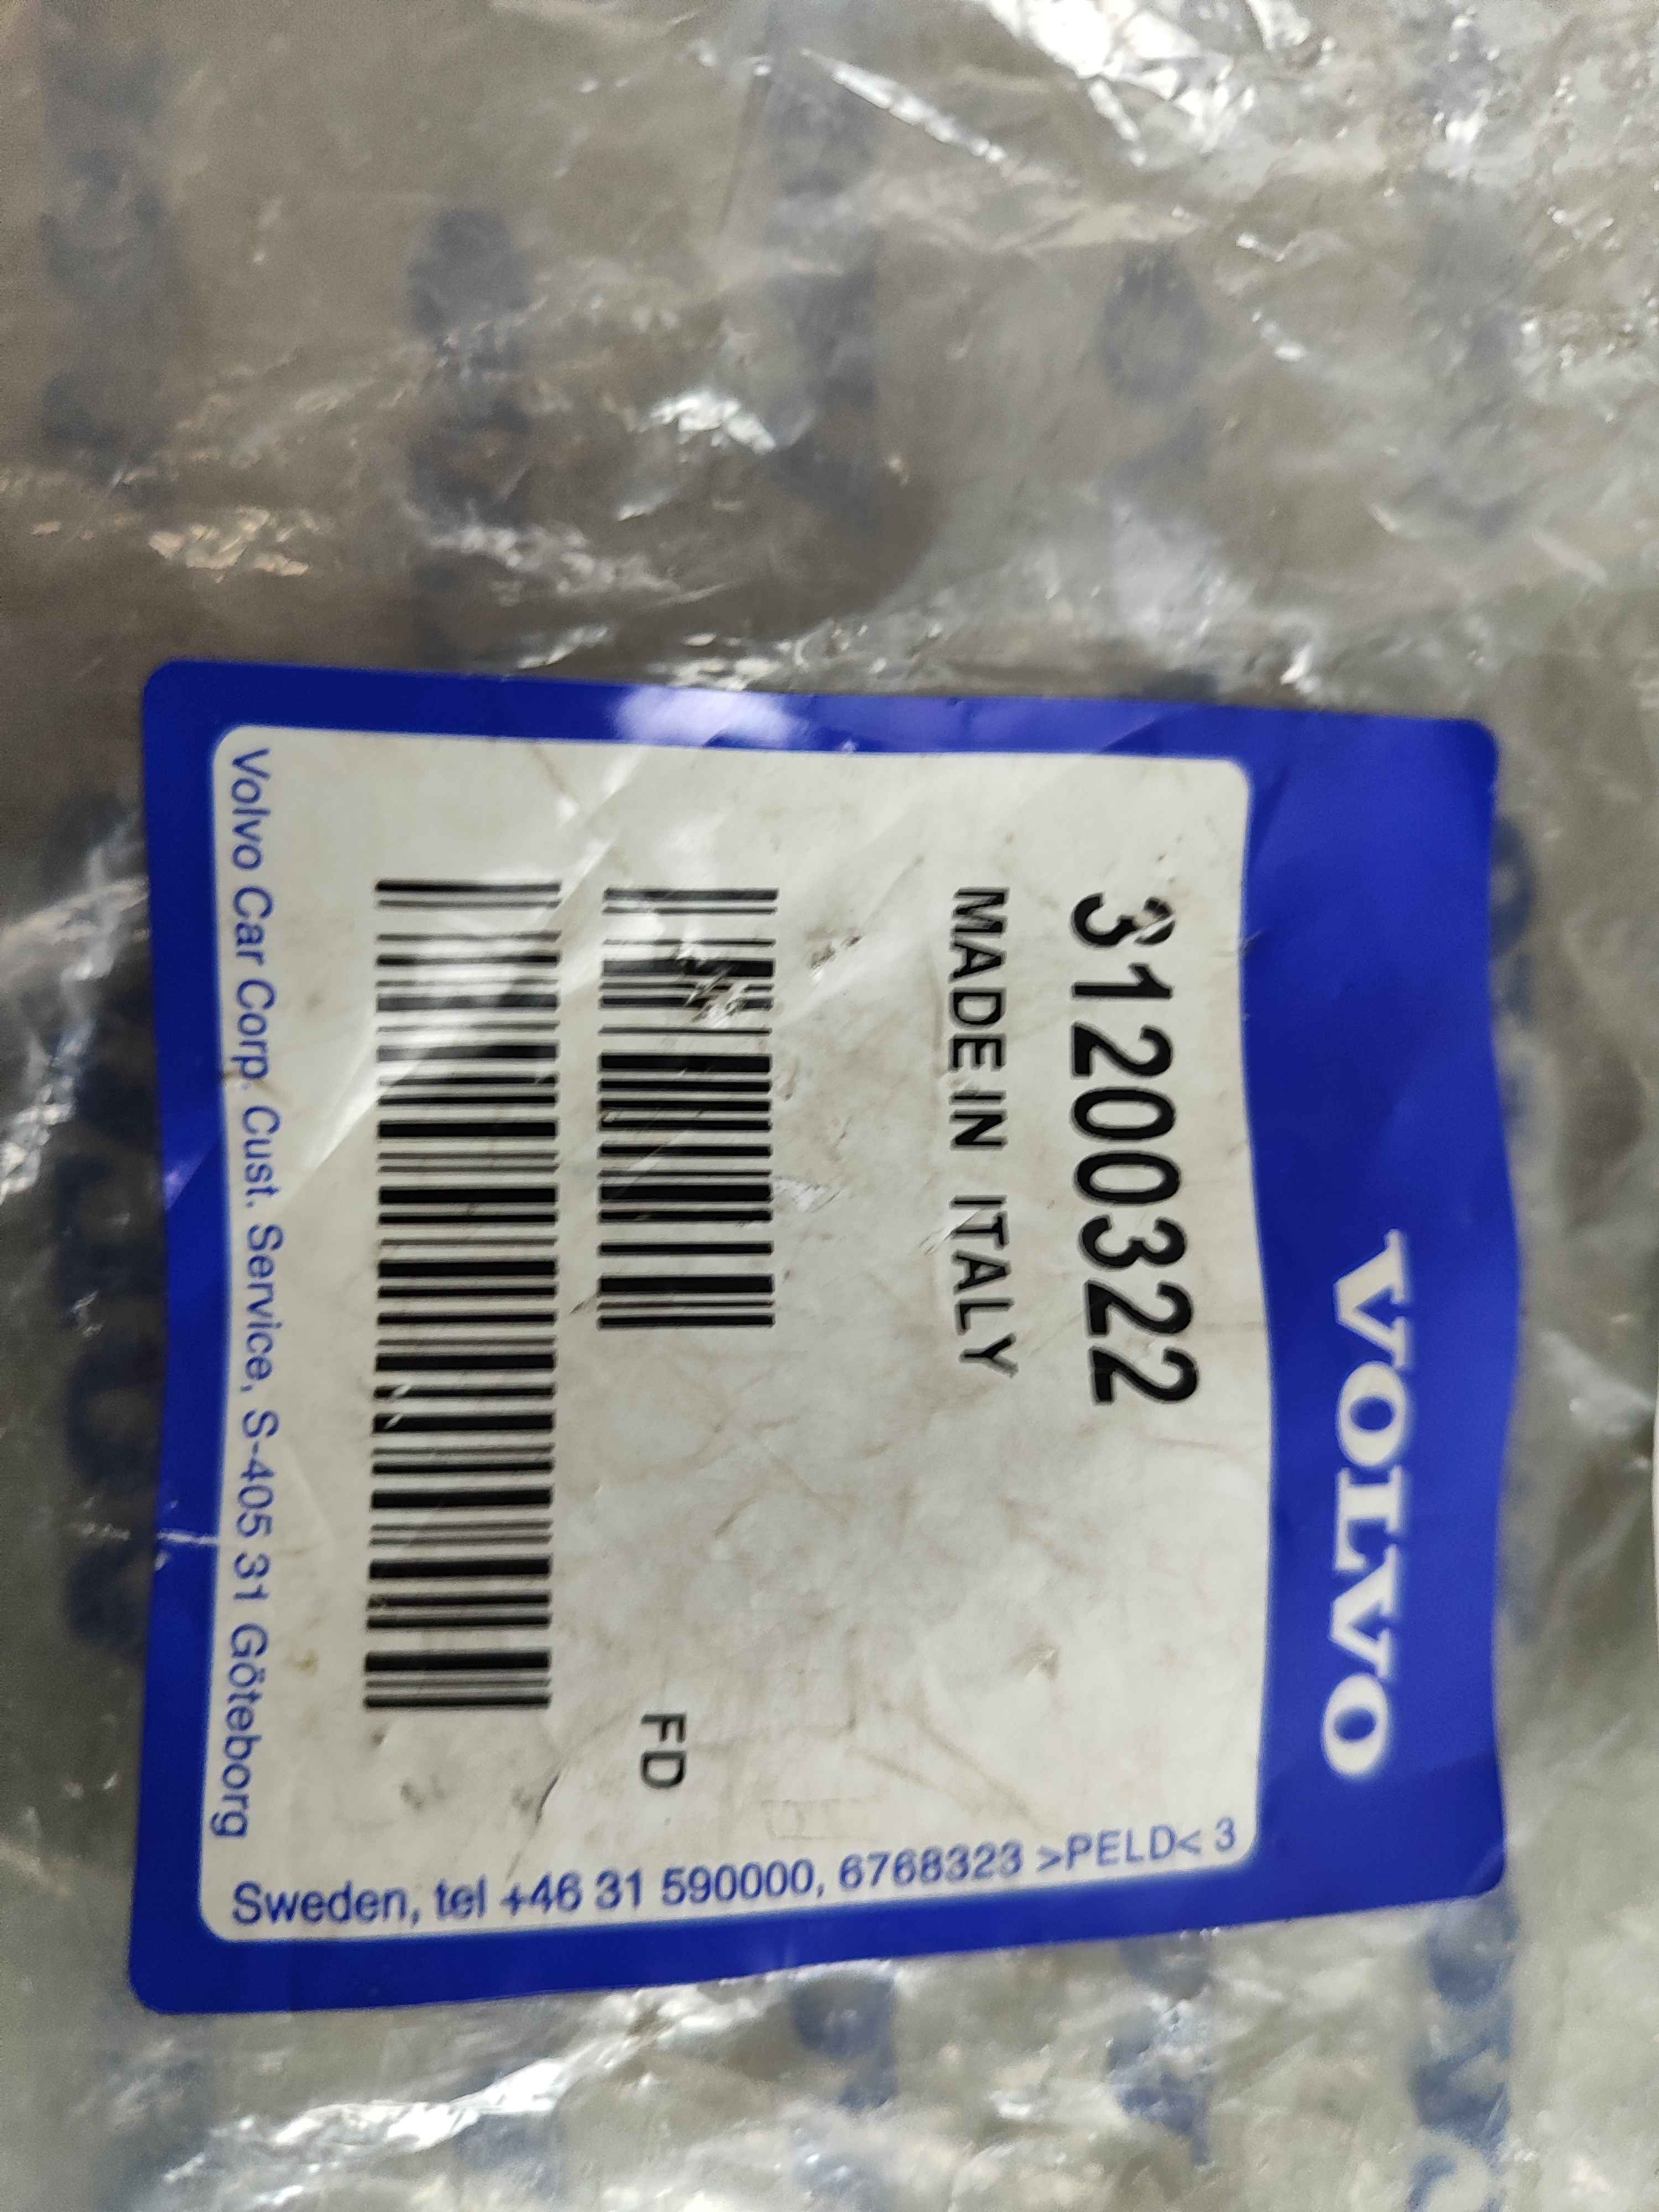 VOLVO
31200322
MADE IN ITALY
FD
Volvo Car Corp. Cust. Service, S-405 31 Göteborg
Sweden, tel +46 31 590000, 6768323 >PELD< 3